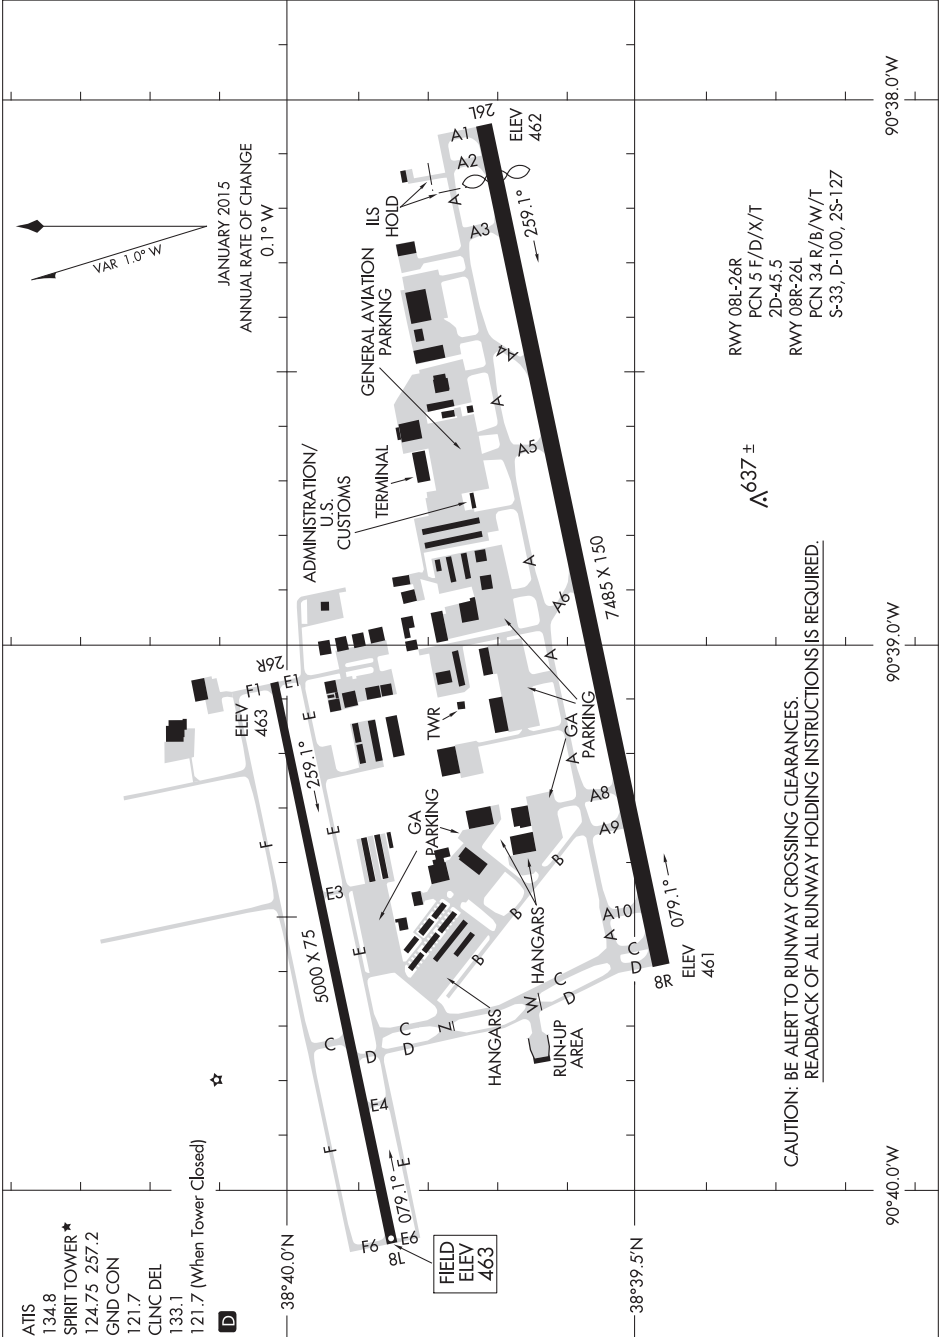 ATIS
134.8
SPIRIT TOWER ★
124.75 257.2
GND CON
121.7
CLNC DEL
133.1
121.7 (When Tower Closed)
D
VAR 1.0° W
JANUARY 2015
ANNUAL RATE OF CHANGE
0.1° W
38°40.0'N
38°39.5'N
90°40.0'W
90°39.0'W
90°38.0'W
FIELD
ELEV
463
8L
F6
E6
079.1°
E
F
E4
D
C
5000 X 75
E3
E
F
E
259.1°
E
ELEV
463
F1
E1
26R
C
D
Z
HANGARS
RUN-UP
AREA
W
HANGARS
C
D
B
B
B
GA
PARKING
TWR
GA
PARKING
ADMINISTRATION/
U.S.
CUSTOMS
TERMINAL
GENERAL AVIATION
PARKING
ILS
HOLD
A
C
D
8R
ELEV
461
079.1°
A10
A9
A8
A
A
A6
A
7485 X 150
A5
A
A4
A3
A
A2
A1
259.1°
26L
ELEV
462
637 ±
RWY 08L-26R
PCN 5 F/D/X/T
2D-45.5
RWY 08R-26L
PCN 34 R/B/W/T
S-33, D-100, 2S-127
CAUTION: BE ALERT TO RUNWAY CROSSING CLEARANCES.
READBACK OF ALL RUNWAY HOLDING INSTRUCTIONS IS REQUIRED.